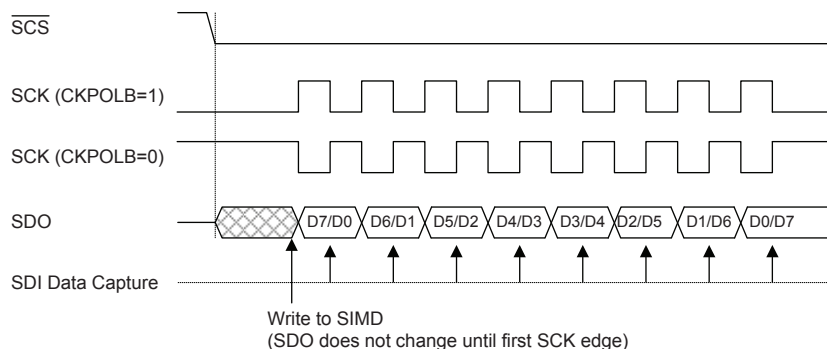 SCS
SCK (CKPOLB=1)
SCK (CKPOLB=0)
SDO
D7/D0 D6/D1 D5/D2 D4/D3 D3/D4 D2/D5 D1/D6 D0/D7
SDI Data Capture
Write to SIMD
(SDO does not change until first SCK edge)